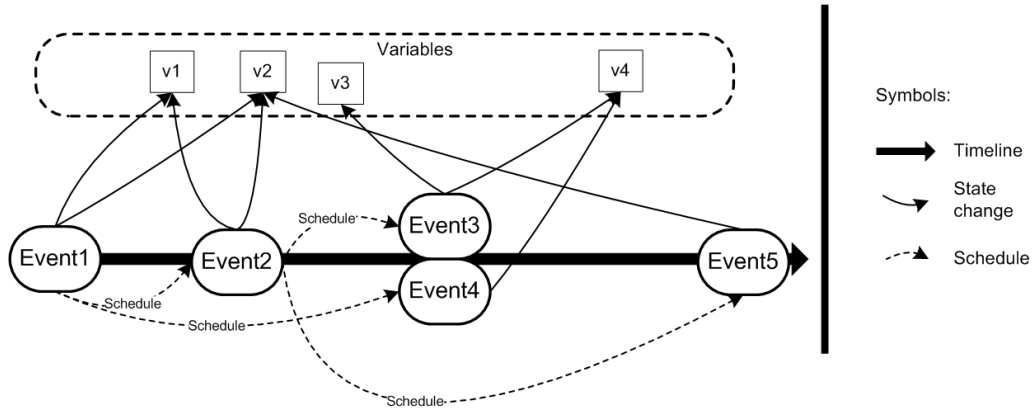 Variables
v1
v2
v3
v4
Symbols:
Timeline
State
change
Schedule
Schedule
Event1
Event2
Event3
Event4
Event5
Schedule
Schedule
Schedule